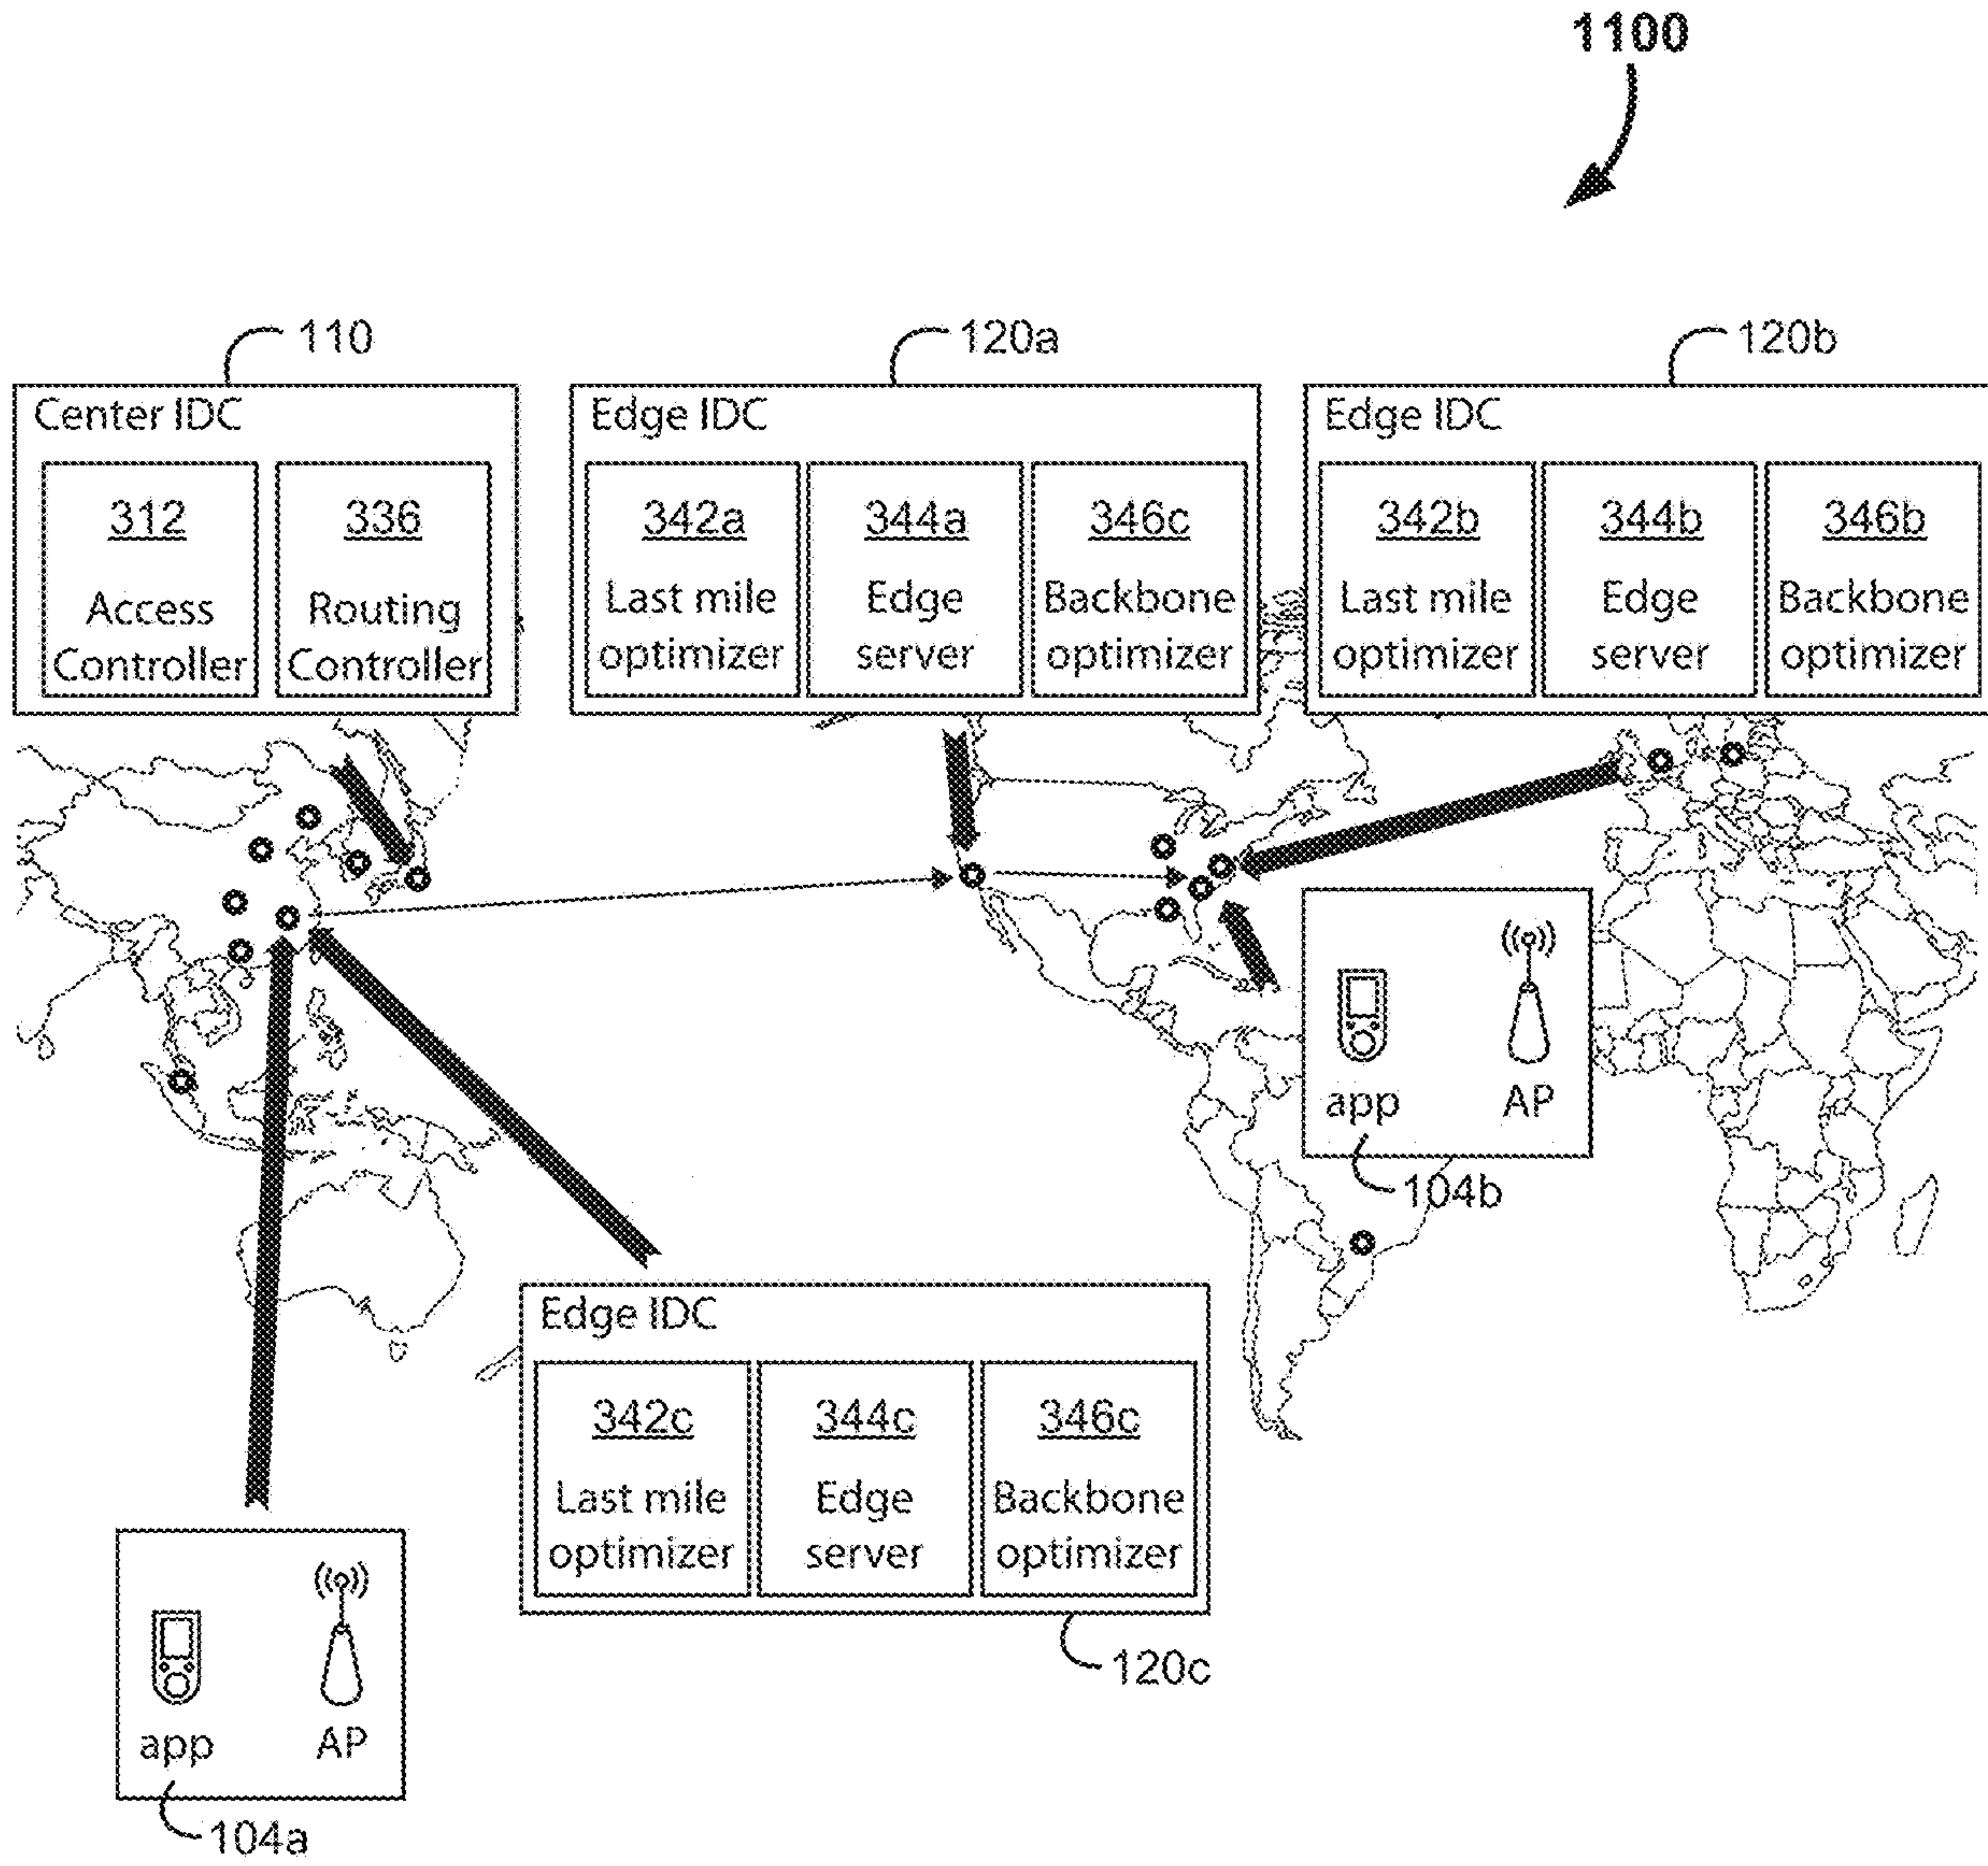 1100
110
120a
120b
Center IDC
312
Access
Controller
336
Routing
Controller
Edge IDC
342a
Last mile
optimizer
344a
Edge
server
346c
Backbone
optimizer
Edge IDC
342b
Last mile
optimizer
344b
Edge
server
346b
Backbone
optimizer
app
AP
104b
Edge IDC
342c
Last mile
optimizer
344c
Edge
server
346c
Backbone
optimizer
120c
app
AP
104a